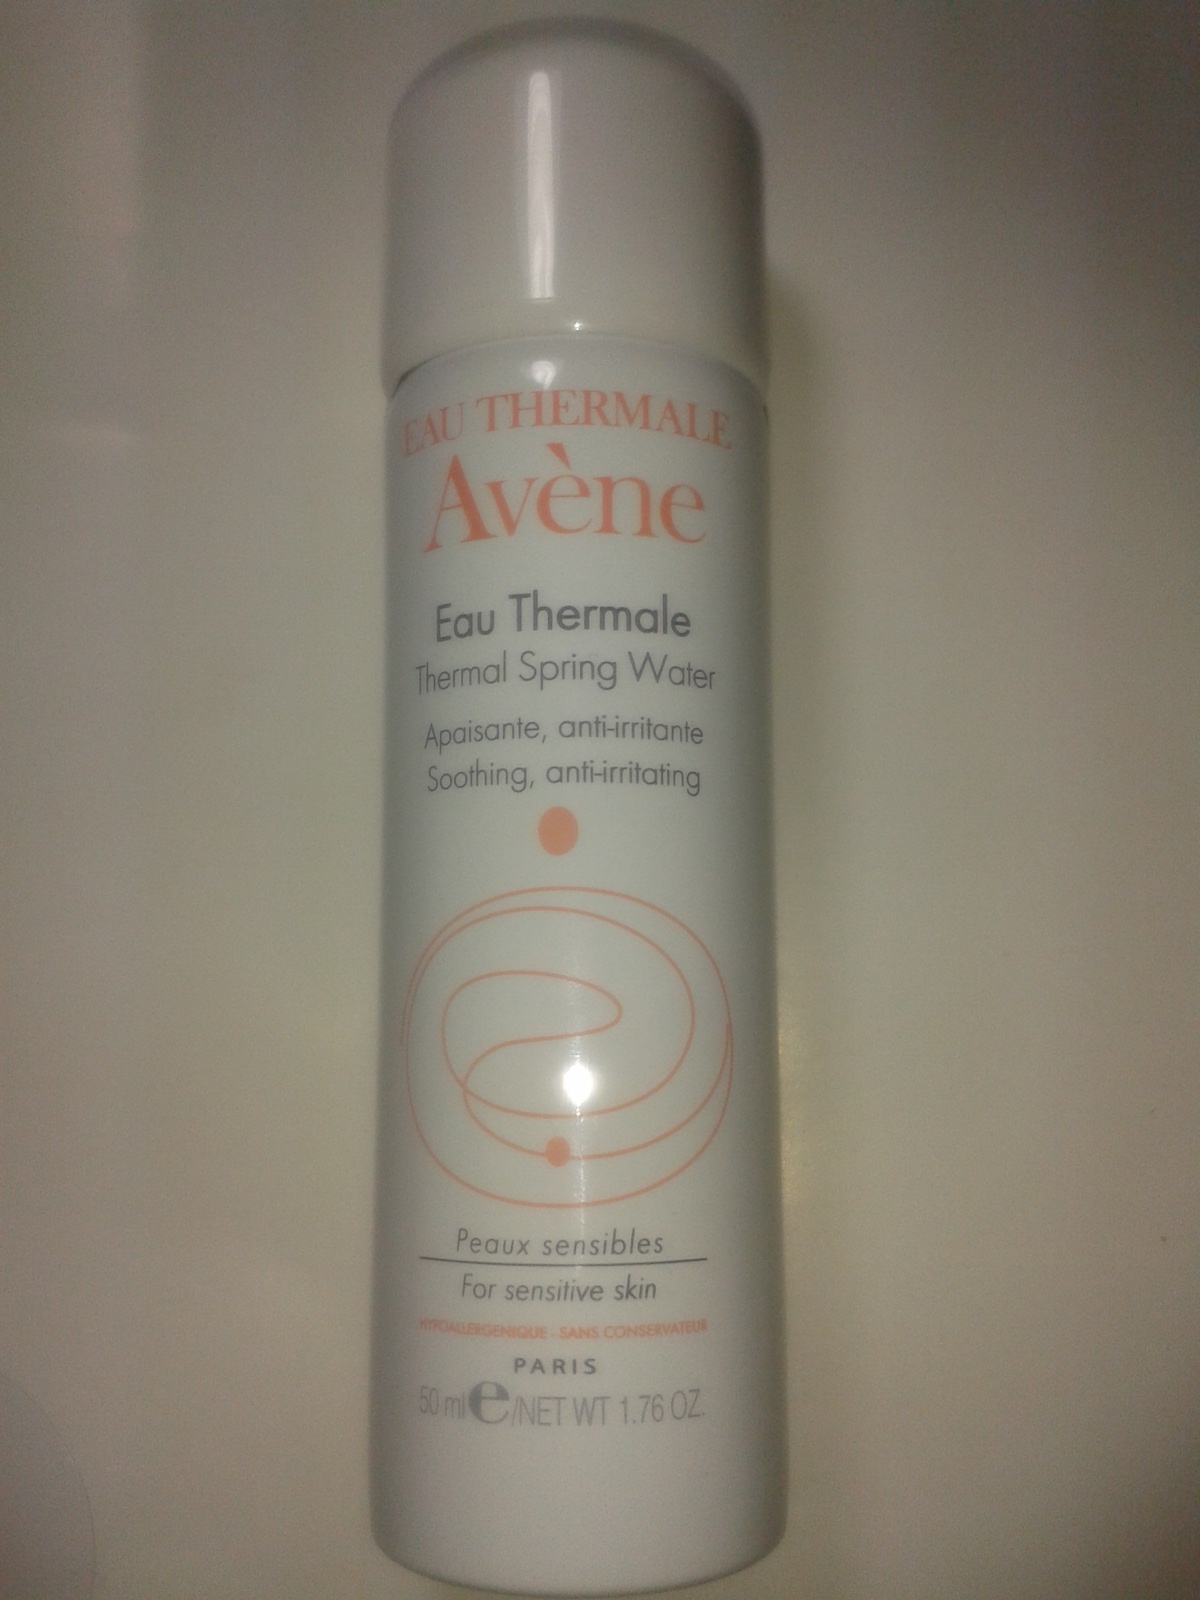 EAU THERMALE
Avène
Eau Thermale
Thermal Spring Water
Apaisante, anti-irritante
Soothing, anti-irritating
Peaux sensibles
For sensitive skin
HYPOALLERGENIQUE - SANS CONSERVATEUR
PARIS
50 ml e/NET WT 1.76 OZ.